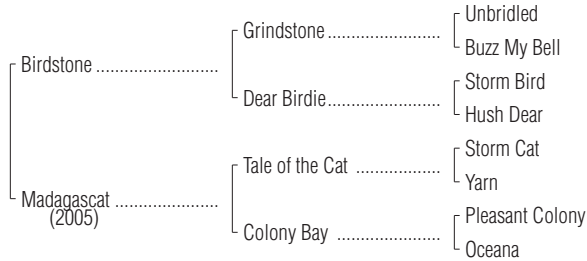 Unbridled
Grindstone
Buzz My Bell
Birdstone
Storm Bird
Dear Birdie
Hush Dear
Storm Cat
Tale of the Cat
Yarn
Madagascat
(2005)
Pleasant Colony
Colony Bay
Oceana